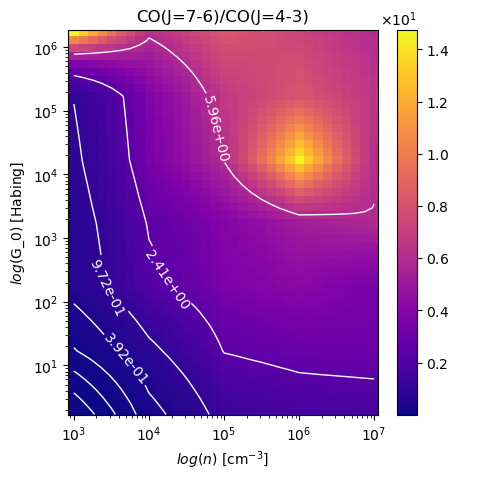 CO(J=7-6)/CO(J=4-3)
×10¹
10⁶
10⁵
10⁴
10³
10²
10¹
log(G_0) [Habing]
5.96e+00
2.41e+00
9.72e-01
3.92e-01
1.4
1.2
1.0
0.8
0.6
0.4
0.2
10³
10⁴
10⁵
10⁶
10⁷
log(n) [cm⁻³]